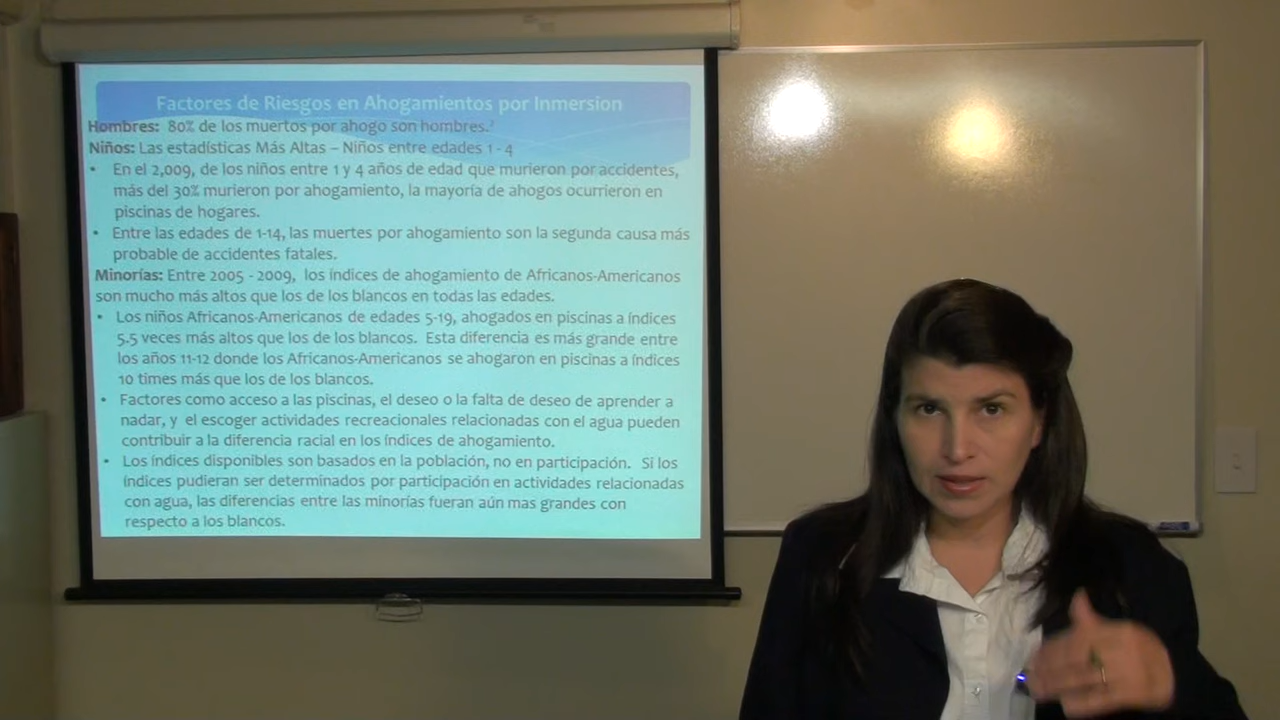 Factores de Riesgos en Ahogamientos por Inmersion
Hombres: 80% de los muertos por ahogo son hombres.²
Niños: Las estadísticas Más Altas – Niños entre edades 1 - 4
• En el 2,009, de los niños entre 1 y 4 años de edad que murieron por accidentes,
más del 30% murieron por ahogamiento, la mayoría de ahogos ocurrieron en
piscinas de hogares.
• Entre las edades de 1-14, las muertes por ahogamiento son la segunda causa más
probable de accidentes fatales.
Minorías: Entre 2005 - 2009, los índices de ahogamiento de Africanos-Americanos
son mucho más altos que los de los blancos en todas las edades.
• Los niños Africanos-Americanos de edades 5-19, ahogados en piscinas a índices
5.5 veces más altos que los de los blancos. Esta diferencia es más grande entre
los años 11-12 donde los Africanos-Americanos se ahogaron en piscinas a índices
10 times más que los de los blancos.
• Factores como acceso a las piscinas, el deseo o la falta de deseo de aprender a
nadar, y el escoger actividades recreacionales relacionadas con el agua pueden
contribuir a la diferencia racial en los índices de ahogamiento.
• Los índices disponibles son basados en la población, no en participación. Si los
índices pudieran ser determinados por participación en actividades relacionadas
con agua, las diferencias entre las minorías fueran aún mas grandes con
respecto a los blancos.